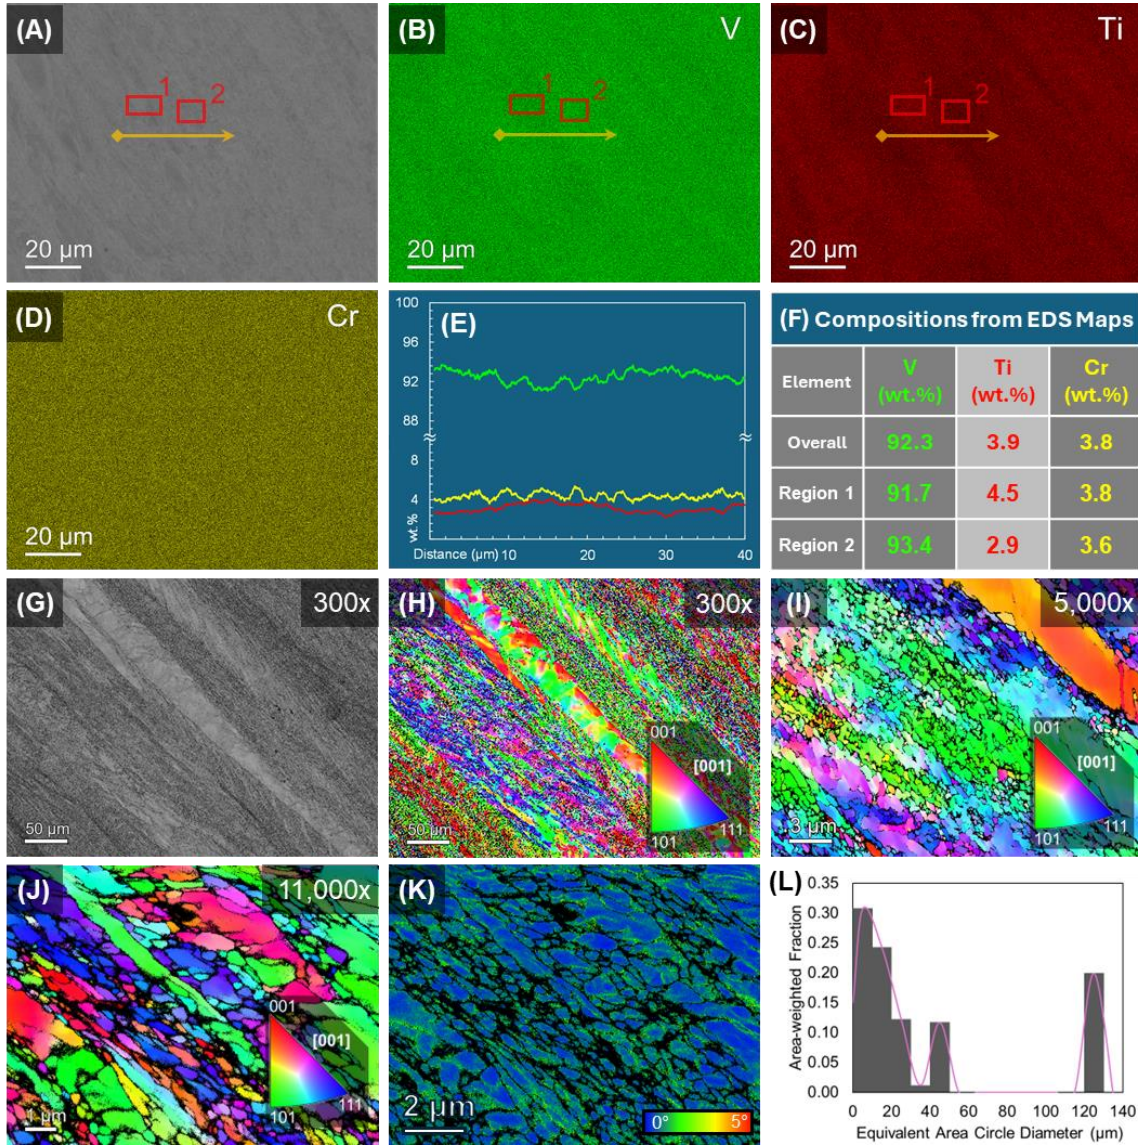 (A)
1
2
20 µm
(B)
V
1
2
20 µm
(C)
Ti
1
2
20 µm
(D)
Cr
20 µm
(E)
100
96
92
88
8
4
wt.%
Distance (µm)
10
20
30
40
(F) Compositions from EDS Maps
Element
V
(wt.%)
Ti
(wt.%)
Cr
(wt.%)
Overall
92.3
3.9
3.8
Region 1
91.7
4.5
3.8
Region 2
93.4
2.9
3.6
(G)
300x
50 µm
(H)
300x
001
[001]
101
111
50 µm
(I)
5,000x
001
[001]
101
111
3 µm
(J)
11,000x
001
[001]
101
111
1 µm
(K)
2 µm
0°
5°
(L)
0.35
0.30
0.25
0.20
0.15
0.10
0.05
0.00
Area-weighted Fraction
0 20 40 60 80 100 120 140
Equivalent Area Circle Diameter (µm)